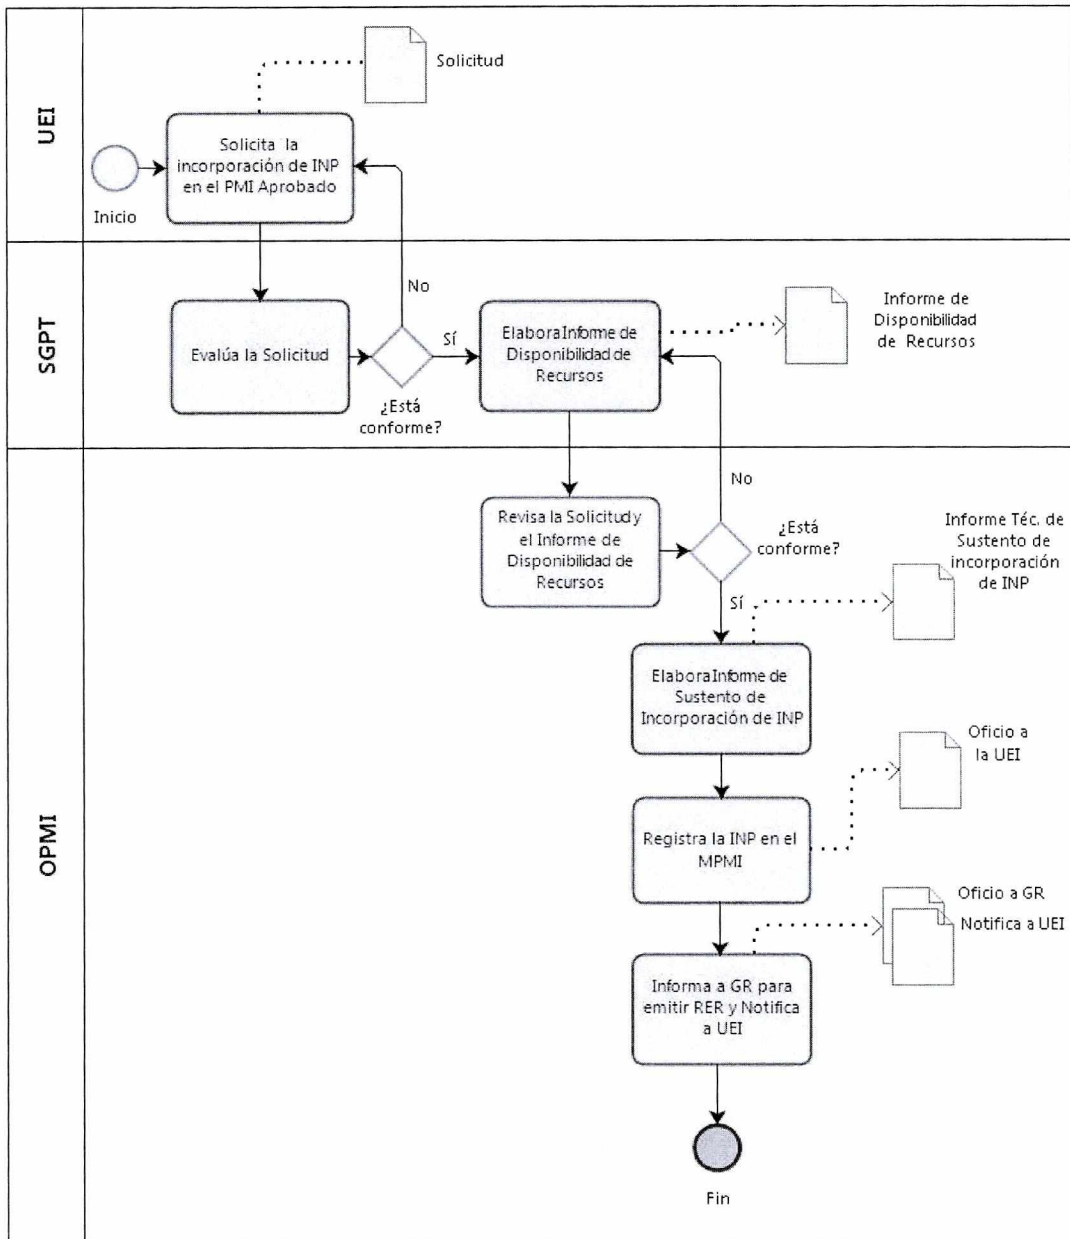 UEI
Solicitud
Solicita la
incorporación de INP
en el PMI Aprobado
Inicio
SGPT
No
Evalúa la Solicitud
¿Está
conforme?
Sí
ElaboraInforme de
Disponibilidad de
Recursos
Informe de
Disponibilidad
de Recursos
OPMI
No
Revisa la Solicitudy
el Informe de
Disponibilidad de
Recursos
¿Está
conforme?
Sí
Informe Téc. de
Sustento de
incorporación
de INP
ElaboraInforme de
Sustento de
Incorporación de INP
Oficio a
la UEI
Registra la INP en el
MPMI
Oficio a GR
Notifica a UEI
Informa a GR para
emitir RER y Notifica
a UEI
Fin